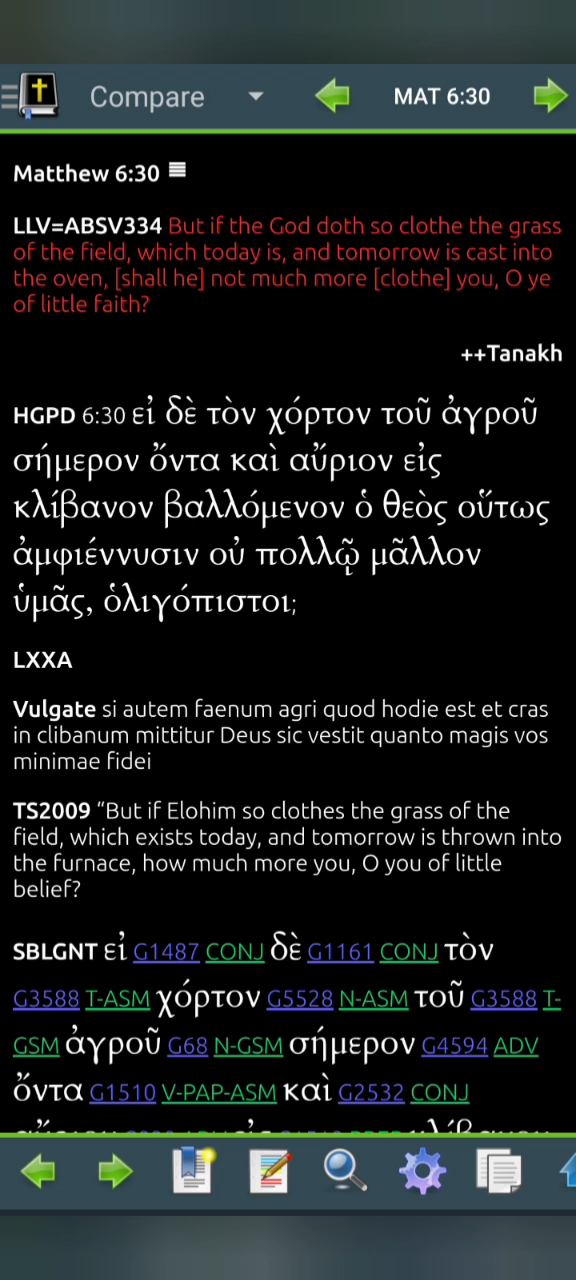 Compare
MAT 6:30
Matthew 6:30
LLV=ABSV334 But if the God doth so clothe the grass
of the field, which today is, and tomorrow is cast into
the oven, [shall he] not much more [clothe] you, O ye
of little faith?
++Tanakh
HGPD 6:30 εἰ δὲ τὸν χόρτον τοῦ ἀγροῦ
σήμερον ὄντα καὶ αὔριον εἰς
κλίβανον βαλλόμενον ὁ θεὸς οὕτως
ἀμφιέννυσιν οὐ πολλῷ μᾶλλον
ὑμᾶς, ὀλιγόπιστοι;
LXXA
Vulgate si autem faenum agri quod hodie est et cras
in clibanum mittitur Deus sic vestit quanto magis vos
minimae fidei
TS2009 “But if Elohim so clothes the grass of the
field, which exists today, and tomorrow is thrown into
the furnace, how much more you, O you of little
belief?
SBLGNT εἰ G1487 CONJ δὲ G1161 CONJ τὸν
G3588 T-ASM χόρτον G5528 N-ASM τοῦ G3588 T-
GSM ἀγροῦ G68 N-GSM σήμερον G4594 ADV
ὄντα G1510 V-PAP-ASM καὶ G2532 CONJ